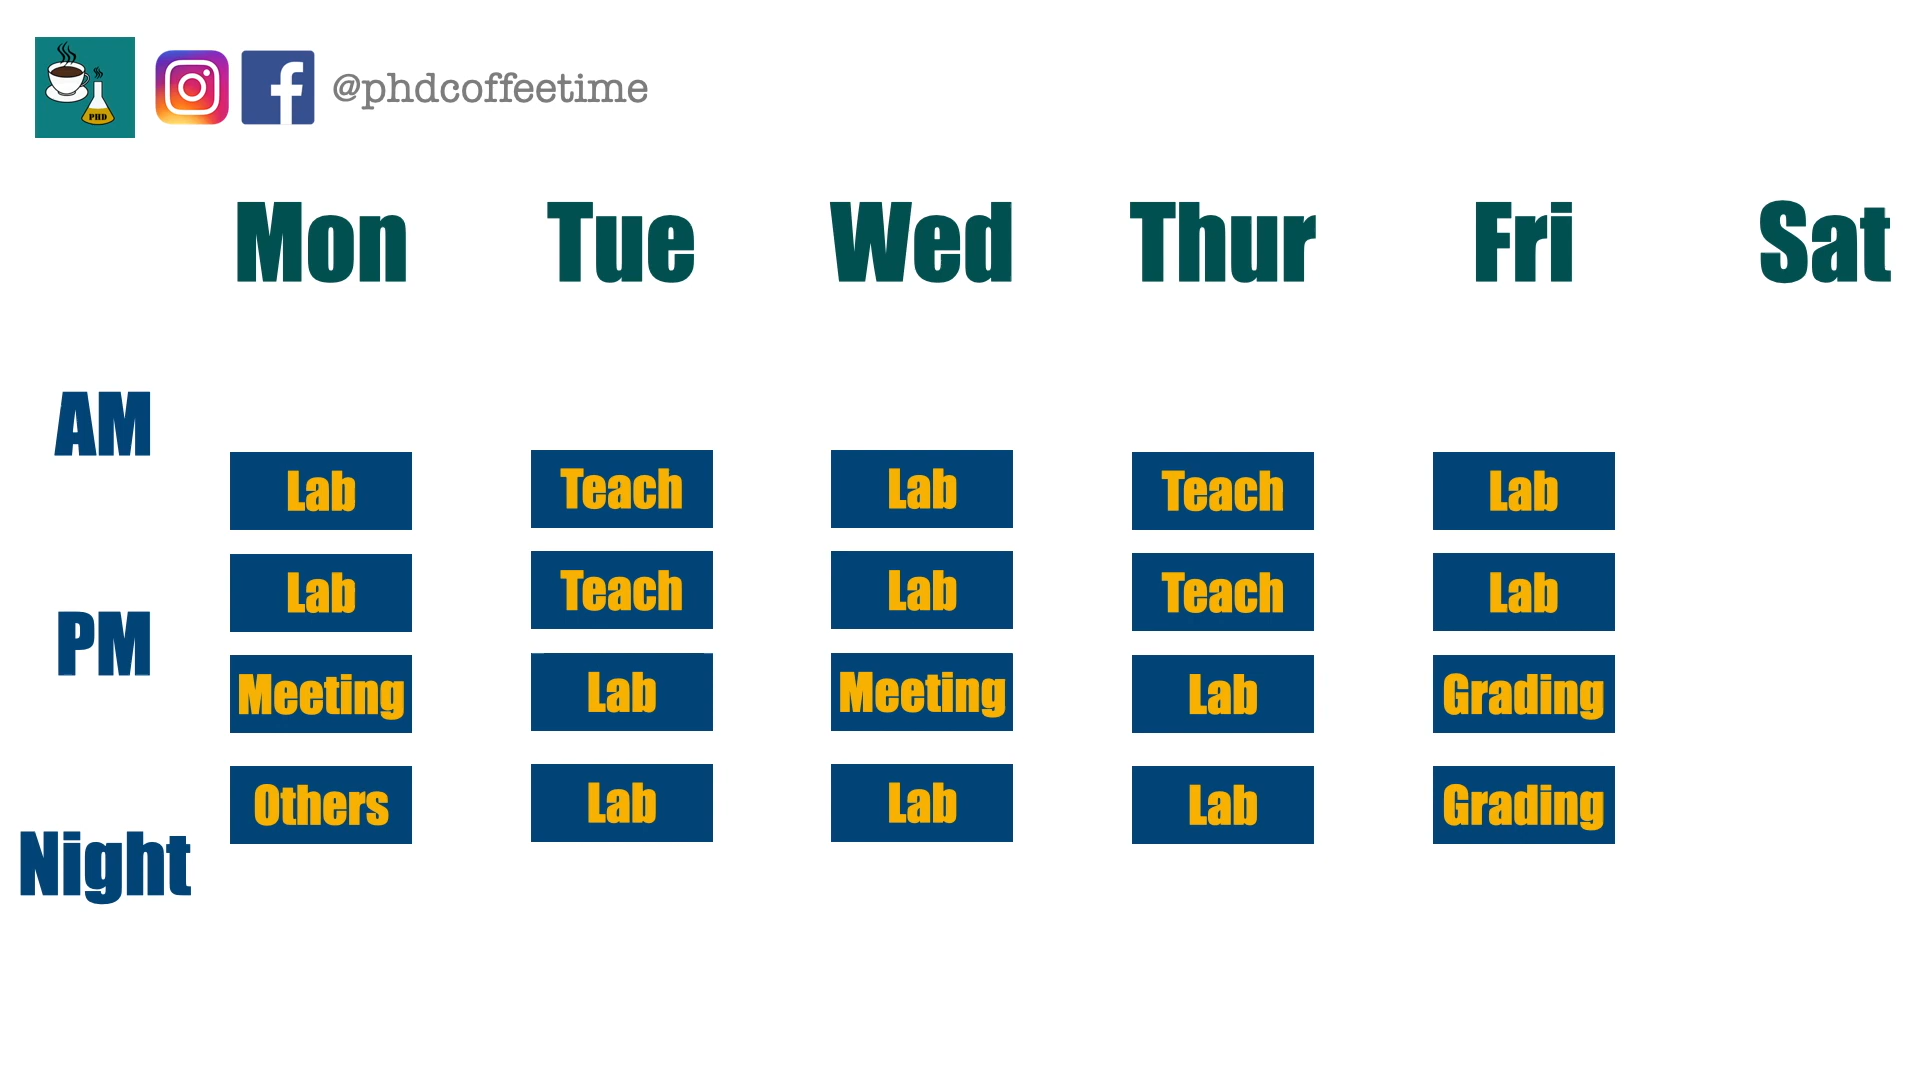 PHD
@phdcoffeetime
Mon Tue Wed Thur Fri Sat
AM
Lab Teach Lab Teach Lab
Lab Teach Lab Teach Lab
PM
Meeting Lab Meeting Lab Grading
Others Lab Lab Lab Grading
Night